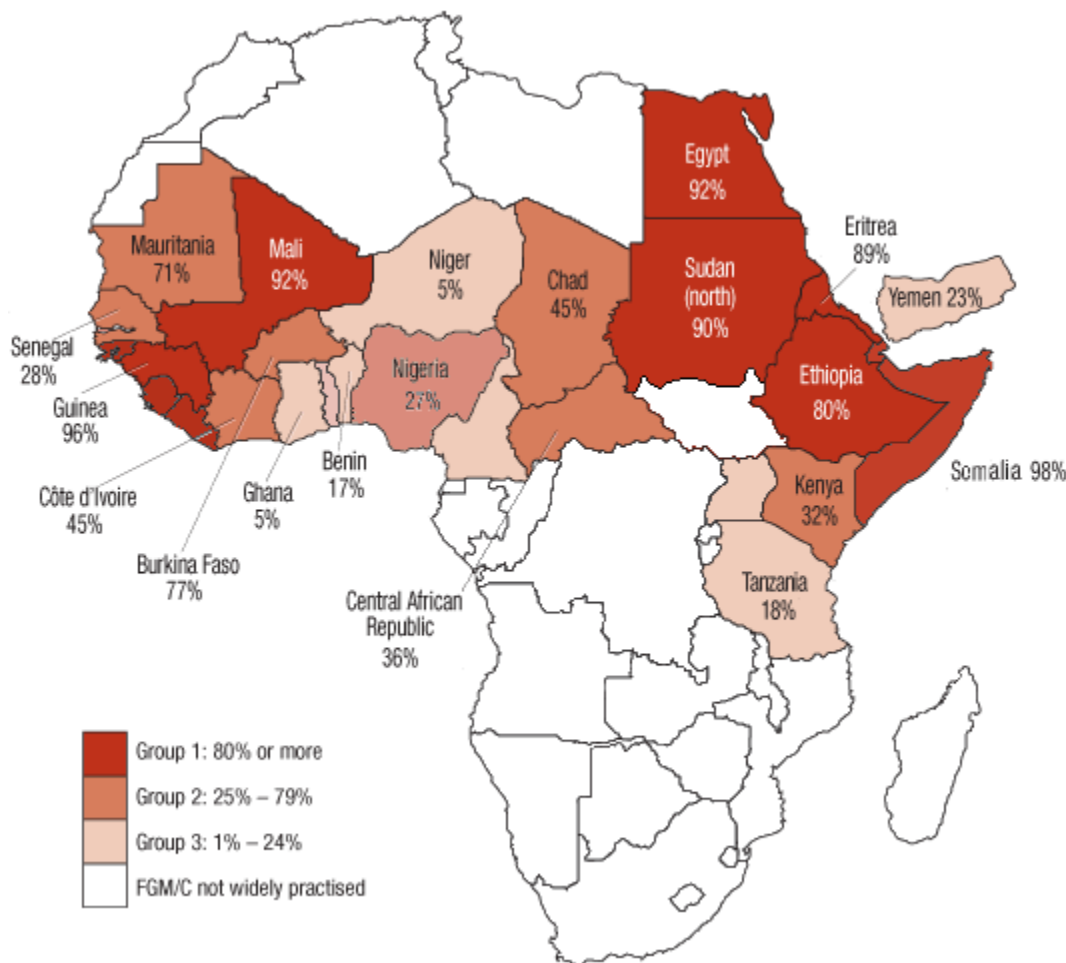 Egypt
92%
Eritrea
89%
Mauritania
71%
Mali
92%
Niger
5%
Chad
45%
Sudan
(north)
90%
Yemen 23%
Senegal
28%
Nigeria
27%
Ethiopia
80%
Guinea
96%
Benin
17%
Somalia 98%
Côte d'Ivoire
45%
Ghana
5%
Kenya
32%
Burkina Faso
77%
Central African
Republic
36%
Tanzania
18%
Group 1: 80% or more
Group 2: 25% – 79%
Group 3: 1% – 24%
FGM/C not widely practised